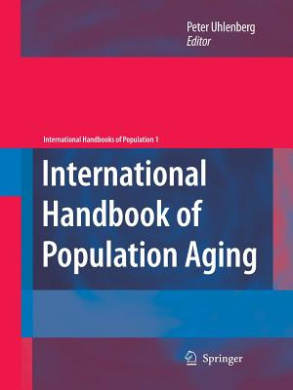 Peter Uhlenberg
Editor
International Handbooks of Population 1
International
Handbook of
Population Aging
Springer